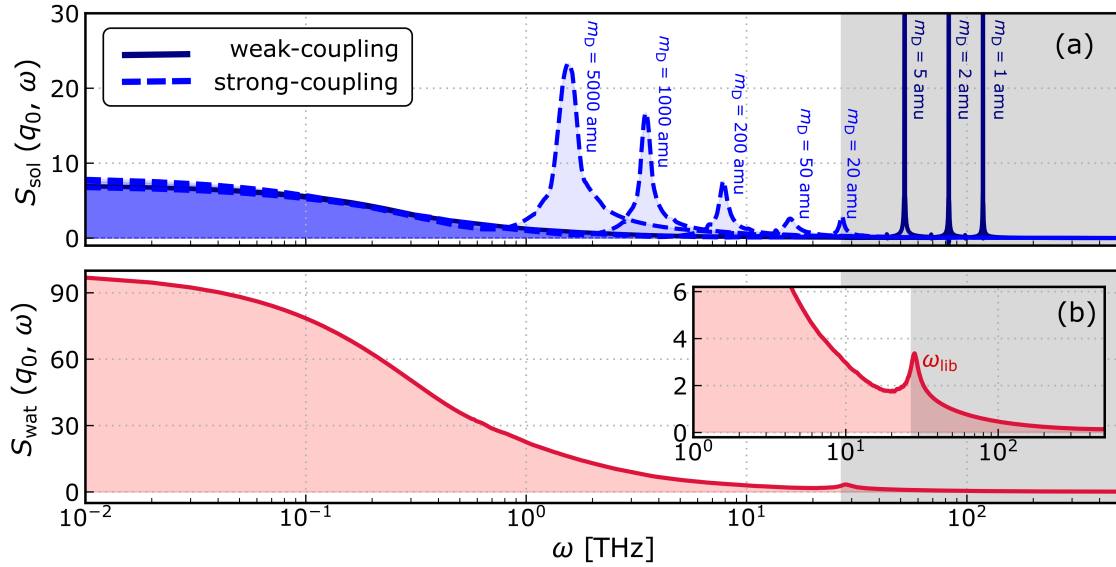 30
20
10
0
S_sol (q_0, ω)
weak-coupling
strong-coupling
m_D = 5000 amu
m_D = 1000 amu
m_D = 200 amu
m_D = 50 amu
m_D = 20 amu
m_D = 5 amu
m_D = 2 amu
m_D = 1 amu
(a)
90
60
30
0
S_wat (q_0, ω)
6
4
2
0
ω_lib
(b)
10^0
10^1
10^2
10^−2
10^−1
10^0
10^1
10^2
ω [THz]